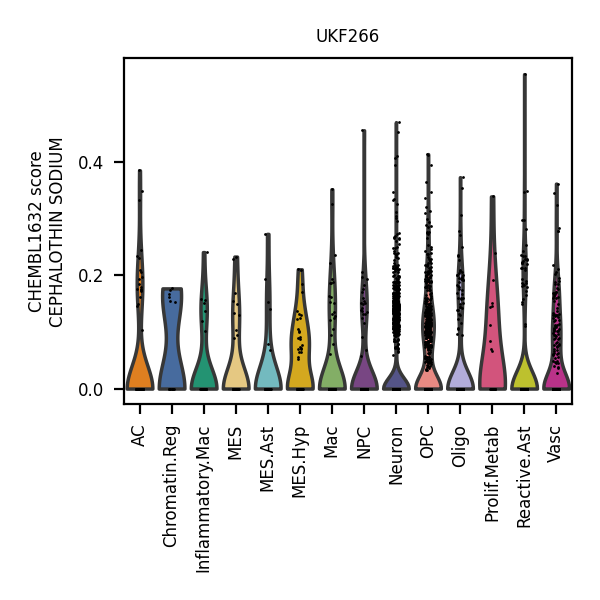 UKF266
CHEMBL1632 score
CEPHALOTHIN SODIUM
0.4
0.2
0.0
AC
Chromatin.Reg
Inflammatory.Mac
MES
MES.Ast
MES.Hyp
Mac
NPC
Neuron
OPC
Oligo
Prolif.Metab
Reactive.Ast
Vasc